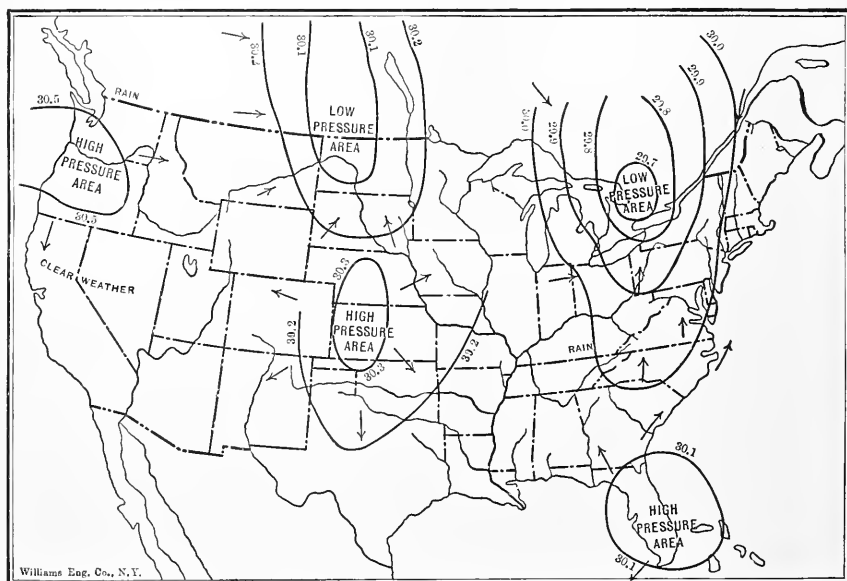 30.2
30.1
30.1
30.2
30.0
29.9
29.8
29.7
30.0
29.9
29.8
RAIN
30.5
LOW
PRESSURE
AREA
HIGH
PRESSURE
AREA
30.5
LOW
PRESSURE
AREA
CLEAR WEATHER
30.3
30.2
HIGH
PRESSURE
AREA
30.3
30.2
RAIN
30.1
HIGH
PRESSURE
AREA
30.1
Williams Eng. Co., N.Y.